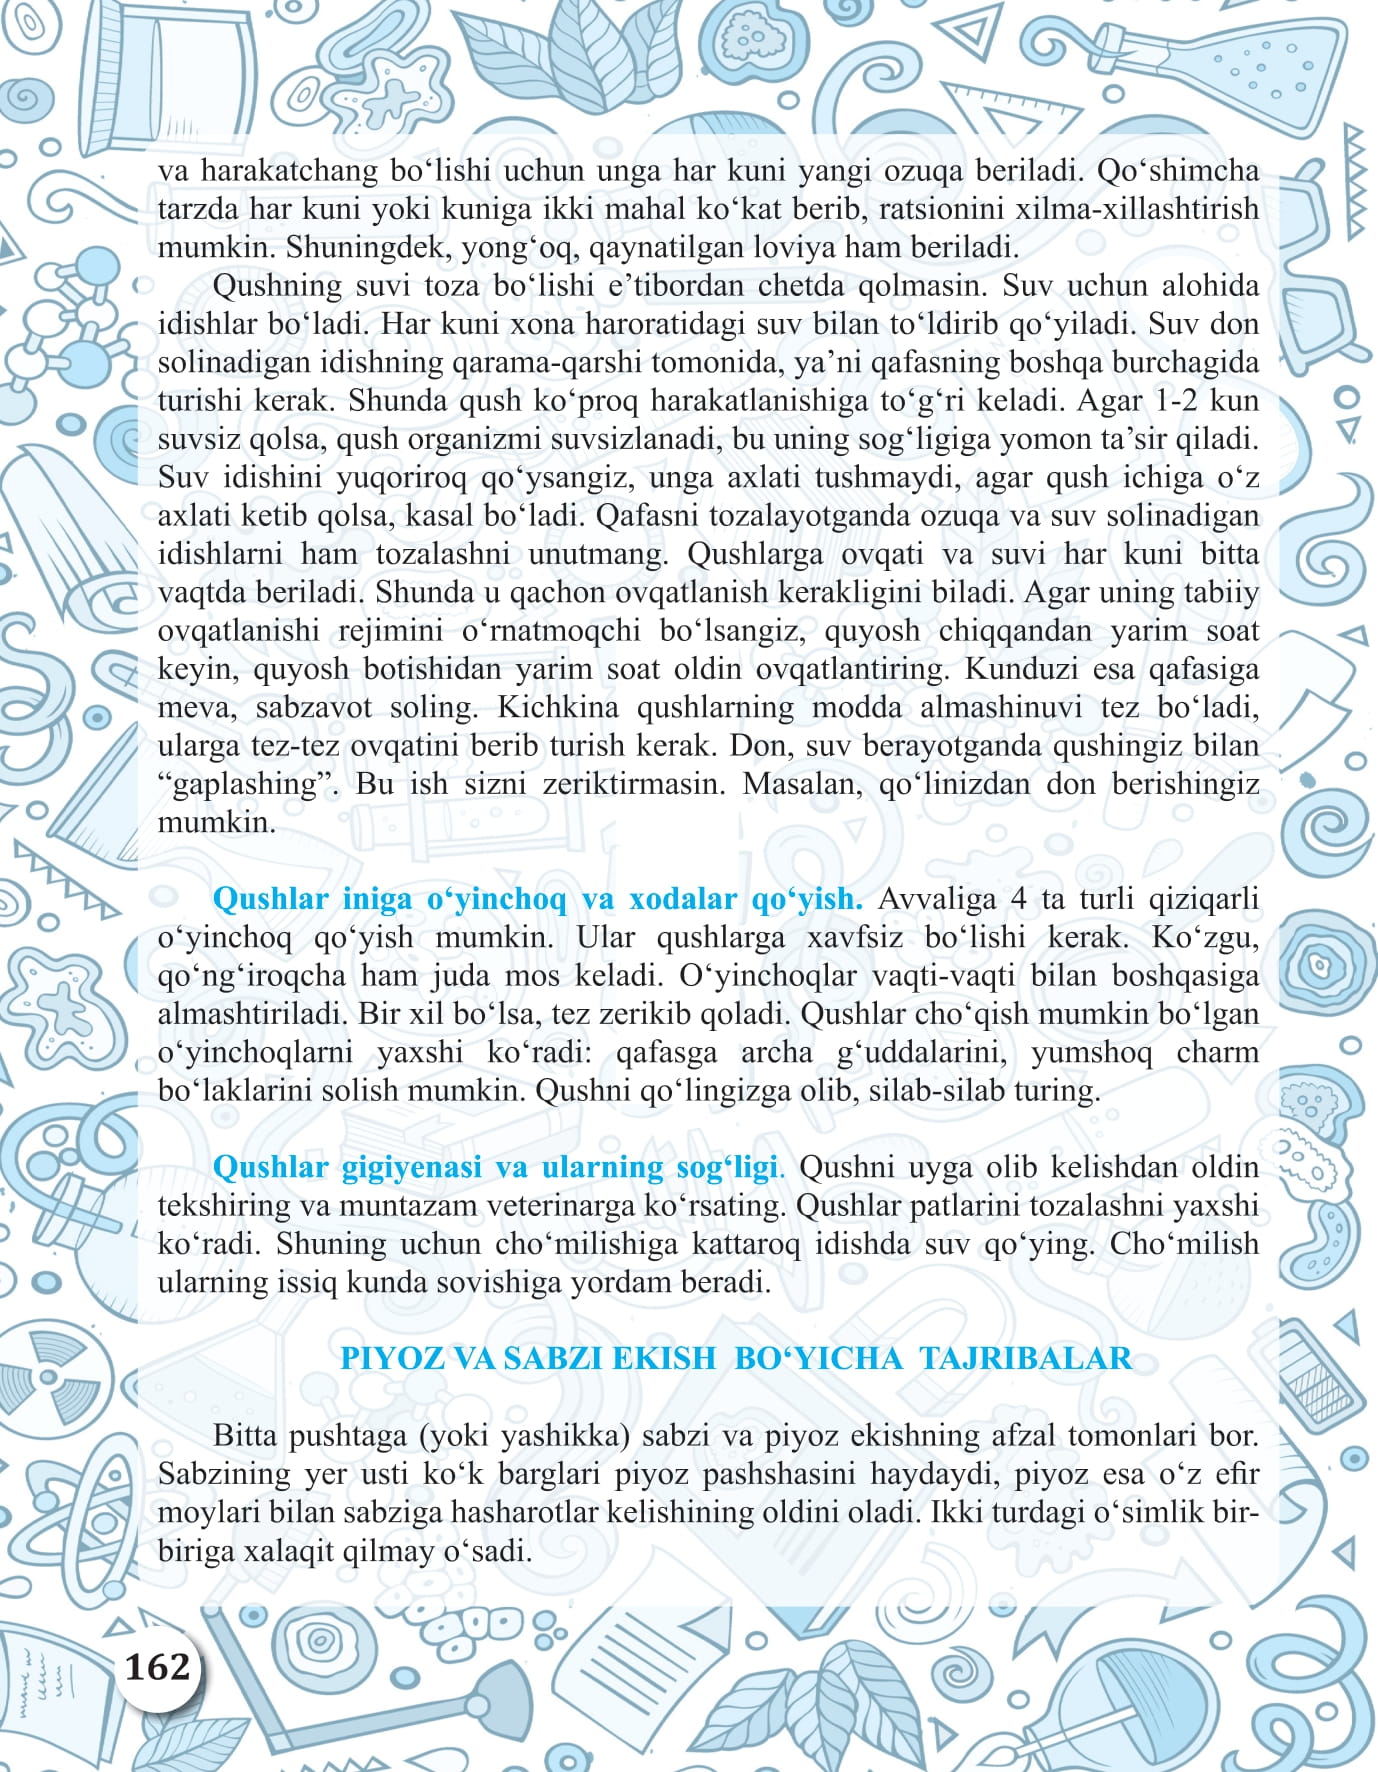 va harakatchang bo‘lishi uchun unga har kuni yangi ozuqa beriladi. Qo‘shimcha
tarzda har kuni yoki kuniga ikki mahal ko‘kat berib, ratsionini xilma-xillashtirish
mumkin. Shuningdek, yong‘oq, qaynatilgan loviya ham beriladi.
Qushning suvi toza bo‘lishi e’tibordan chetda qolmasin. Suv uchun alohida
idishlar bo‘ladi. Har kuni xona haroratidagi suv bilan to‘ldirib qo‘yiladi. Suv don
solinadigan idishning qarama-qarshi tomonida, ya’ni qafasning boshqa burchagida
turishi kerak. Shunda qush ko‘proq harakatlanishiga to‘g‘ri keladi. Agar 1-2 kun
suvsiz qolsa, qush organizmi suvsizlanadi, bu uning sog‘ligiga yomon ta’sir qiladi.
Suv idishini yuqoriroq qo‘ysangiz, unga axlati tushmaydi, agar qush ichiga o‘z
axlati ketib qolsa, kasal bo‘ladi. Qafasni tozalayotganda ozuqa va suv solinadigan
idishlarni ham tozalashni unutmang. Qushlarga ovqati va suvi har kuni bitta
vaqtda beriladi. Shunda u qachon ovqatlanish kerakligini biladi. Agar uning tabiiy
ovqatlanishi rejimini o‘rnatmoqchi bo‘lsangiz, quyosh chiqqandan yarim soat
keyin, quyosh botishidan yarim soat oldin ovqatlantiring. Kunduzi esa qafasiga
meva, sabzavot soling. Kichkina qushlarning modda almashinuvi tez bo‘ladi,
ularga tez-tez ovqatini berib turish kerak. Don, suv berayotganda qushingiz bilan
“gaplashing”. Bu ish sizni zeriktirmasin. Masalan, qo‘linizdan don berishingiz
mumkin.
Qushlar iniga o‘yinchoq va xodalar qo‘yish. Avvaliga 4 ta turli qiziqarli
o‘yinchoq qo‘yish mumkin. Ular qushlarga xavfsiz bo‘lishi kerak. Ko‘zgu,
qo‘ng‘iroqcha ham juda mos keladi. O‘yinchoqlar vaqti-vaqti bilan boshqasiga
almashtiriladi. Bir xil bo‘lsa, tez zerikib qoladi. Qushlar cho‘qish mumkin bo‘lgan
o‘yinchoqlarni yaxshi ko‘radi: qafasga archa g‘uddalarini, yumshoq charm
bo‘laklarini solish mumkin. Qushni qo‘lingizga olib, silab-silab turing.
Qushlar gigiyenasi va ularning sog‘ligi. Qushni uyga olib kelishdan oldin
tekshiring va muntazam veterinarga ko‘rsating. Qushlar patlarini tozalashni yaxshi
ko‘radi. Shuning uchun cho‘milishiga kattaroq idishda suv qo‘ying. Cho‘milish
ularning issiq kunda sovishiga yordam beradi.
PIYOZ VA SABZI EKISH BO‘YICHA TAJRIBALAR
Bitta pushtaga (yoki yashikka) sabzi va piyoz ekishning afzal tomonlari bor.
Sabzining yer usti ko‘k barglari piyoz pashshasini haydaydi, piyoz esa o‘z efir
moylari bilan sabziga hasharotlar kelishining oldini oladi. Ikki turdagi o‘simlik bir-
biriga xalaqit qilmay o‘sadi.
162